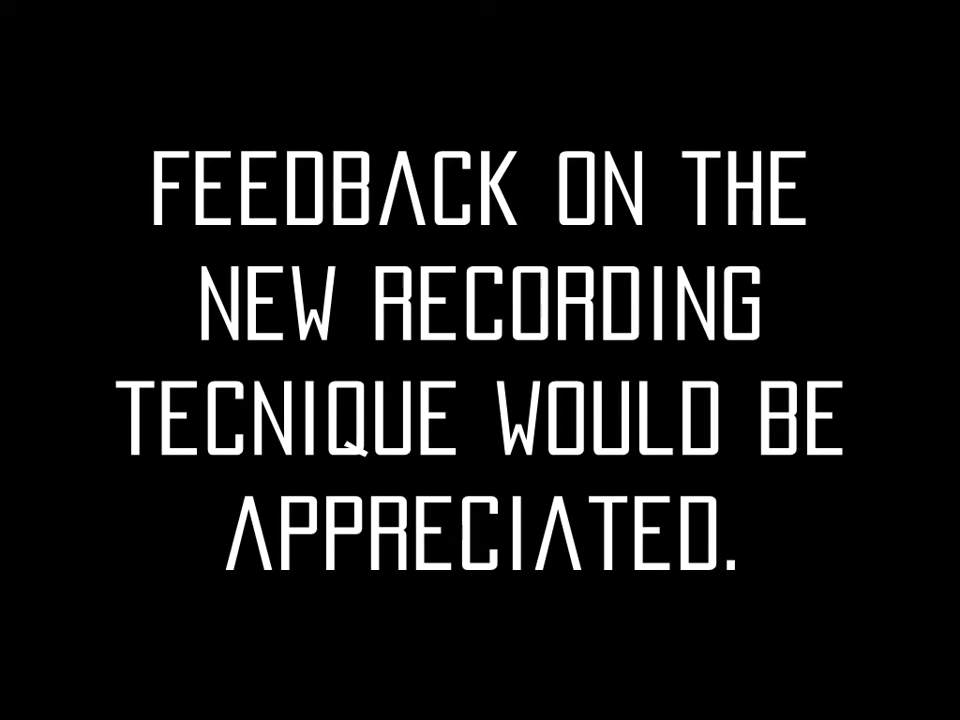 FEEDBACK ON THE
NEW RECORDING
TECNIQUE WOULD BE
APPRECIATED.